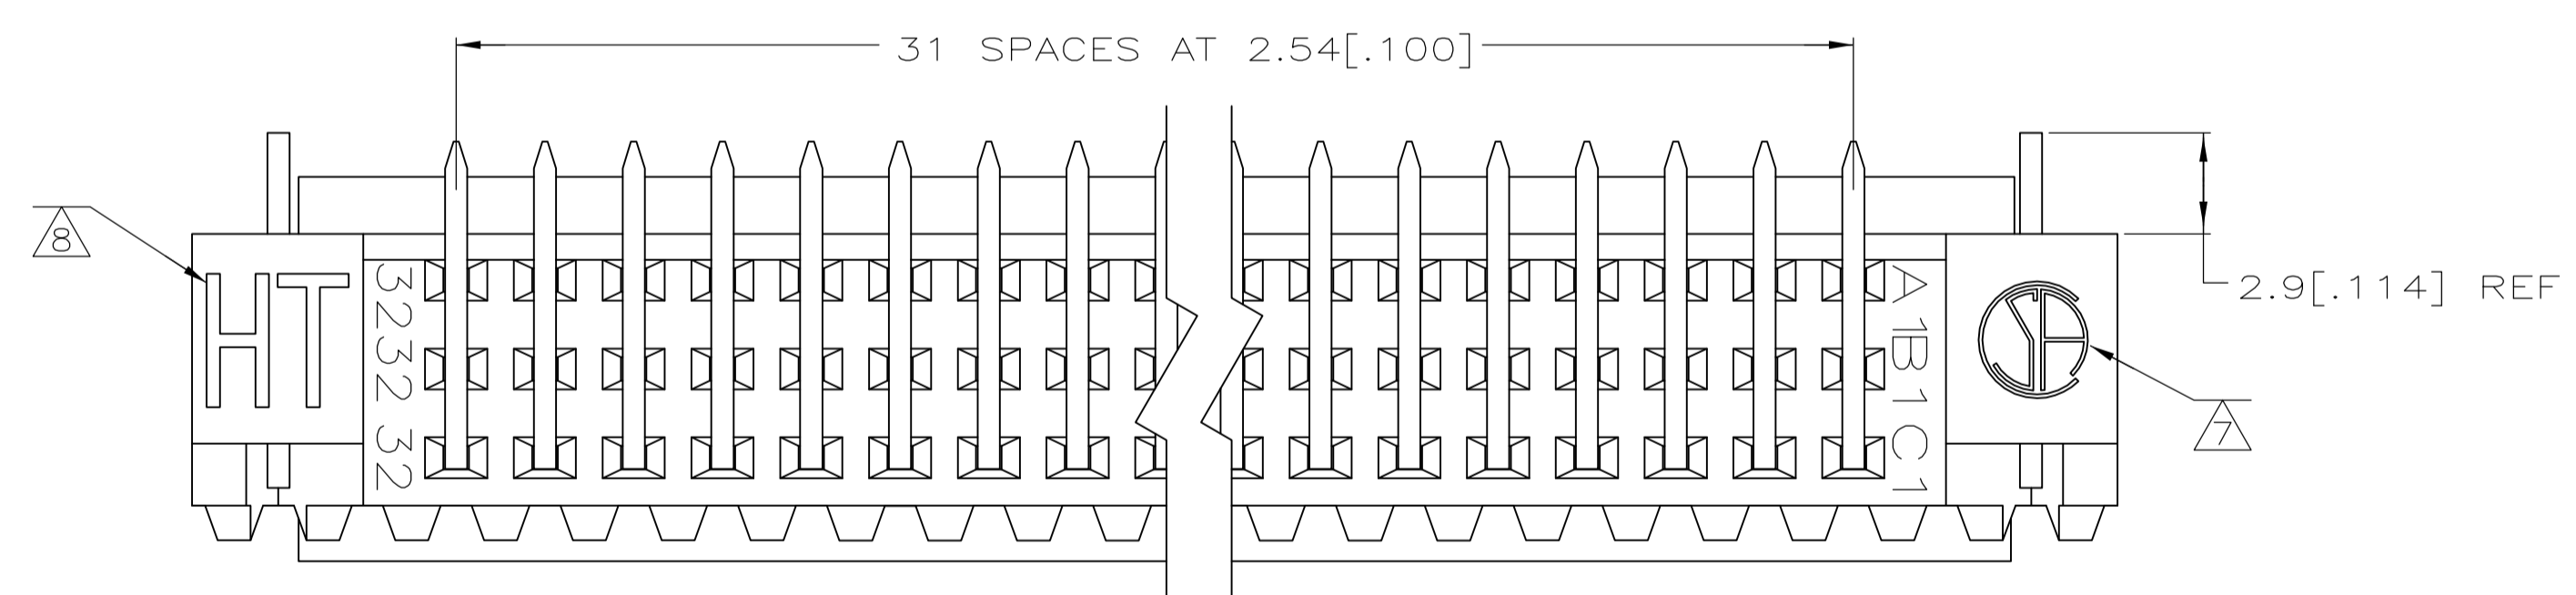 31 SPACES AT 2.54[.100]
8
HT
32
32
32
A1
B1
C1
2.9[.114] REF
7